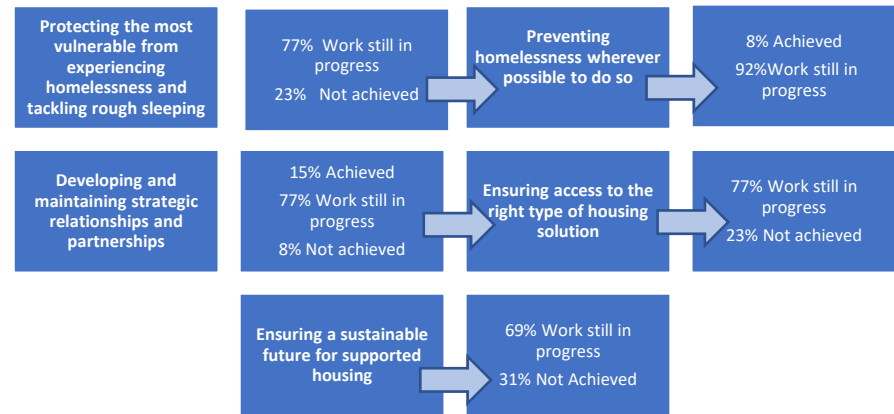 Protecting the most
vulnerable from
experiencing
homelessness and
tackling rough sleeping
77% Work still in
progress
23% Not achieved
Preventing
homelessness wherever
possible to do so
8% Achieved
92%Work still in
progress
Developing and
maintaining strategic
relationships and
partnerships
15% Achieved
77% Work still in
progress
8% Not achieved
Ensuring access to the
right type of housing
solution
77% Work still in
progress
23% Not achieved
Ensuring a sustainable
future for supported
housing
69% Work still in
progress
31% Not Achieved